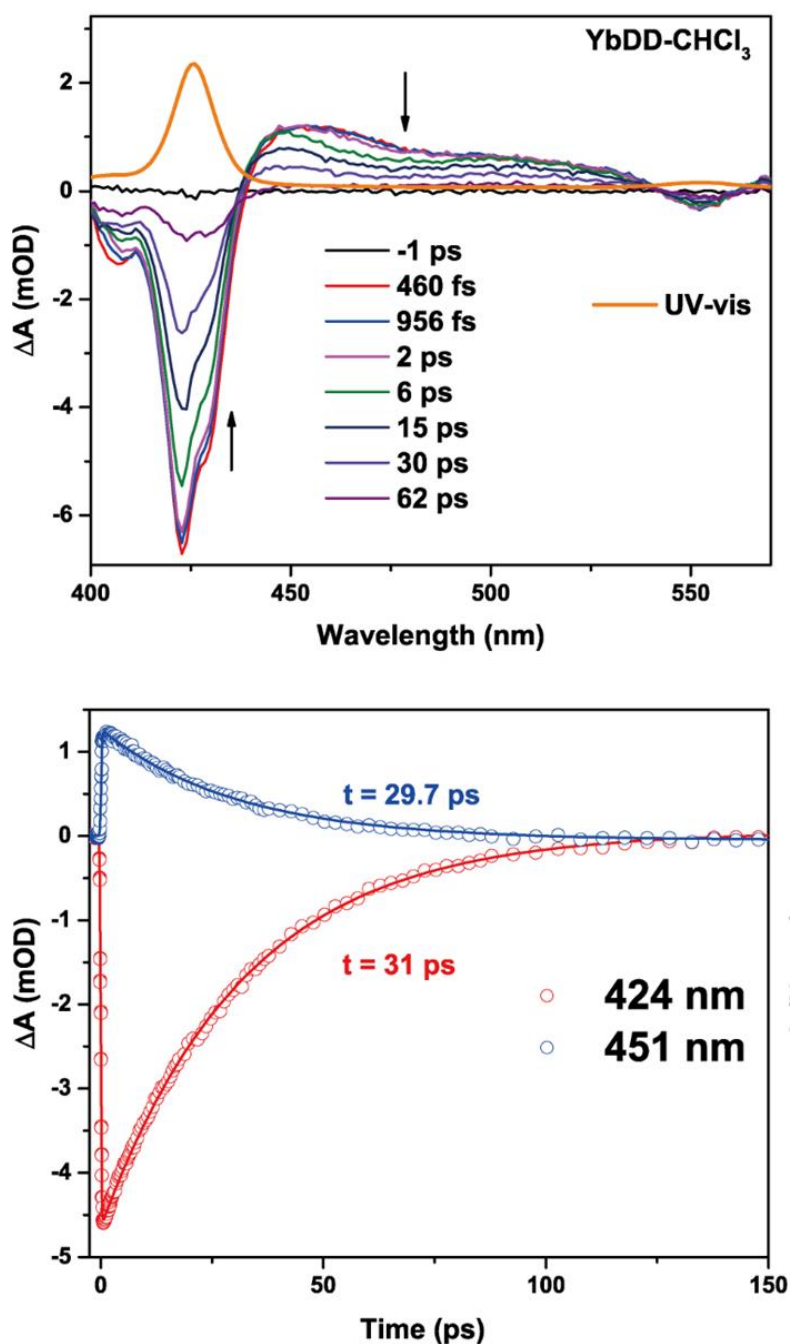 YbDD-CHCl₃
2
0
-2
-4
-6
ΔA (mOD)
-1 ps
460 fs
956 fs
2 ps
6 ps
15 ps
30 ps
62 ps
UV-vis
400 450 500 550
Wavelength (nm)
1
0
-1
-2
-3
-4
-5
ΔA (mOD)
t = 29.7 ps
t = 31 ps
424 nm
451 nm
0 50 100 150
Time (ps)